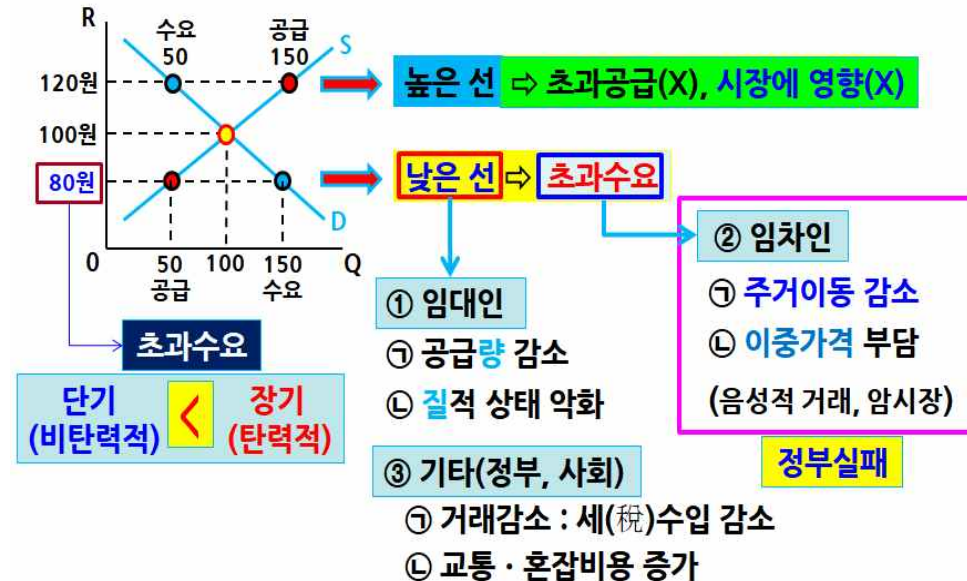 R
수요
50
공급
150
S
120원
100원
80원
D
0
50
100
150
Q
공급
수요
높은 선 ⇨ 초과공급(X), 시장에 영향(X)
낮은 선 ⇨ 초과수요
초과수요
단기
(비탄력적)
<
장기
(탄력적)
① 임대인
㉠ 공급량 감소
㉡ 질적 상태 악화
② 임차인
㉠ 주거이동 감소
㉡ 이중가격 부담
(음성적 거래, 암시장)
정부실패
③ 기타(정부, 사회)
㉠ 거래감소 : 세(稅)수입 감소
㉡ 교통 · 혼잡비용 증가